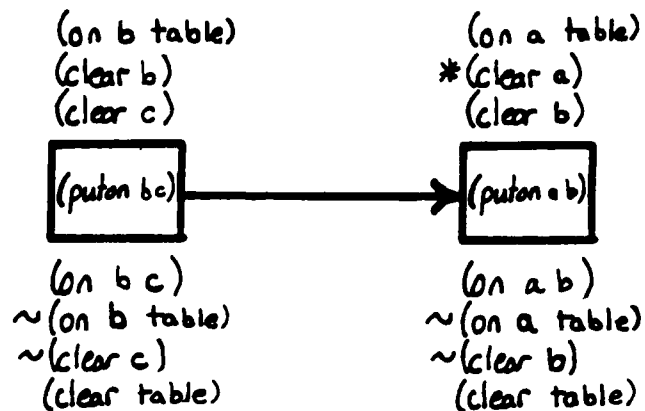 (on b table)
(clear b)
(clear c)
(puton b c)
(on b c)
~(on b table)
~(clear c)
(clear table)
(on a table)
*(clear a)
(clear b)
(puton a b)
(on a b)
~(on a table)
~(clear b)
(clear table)